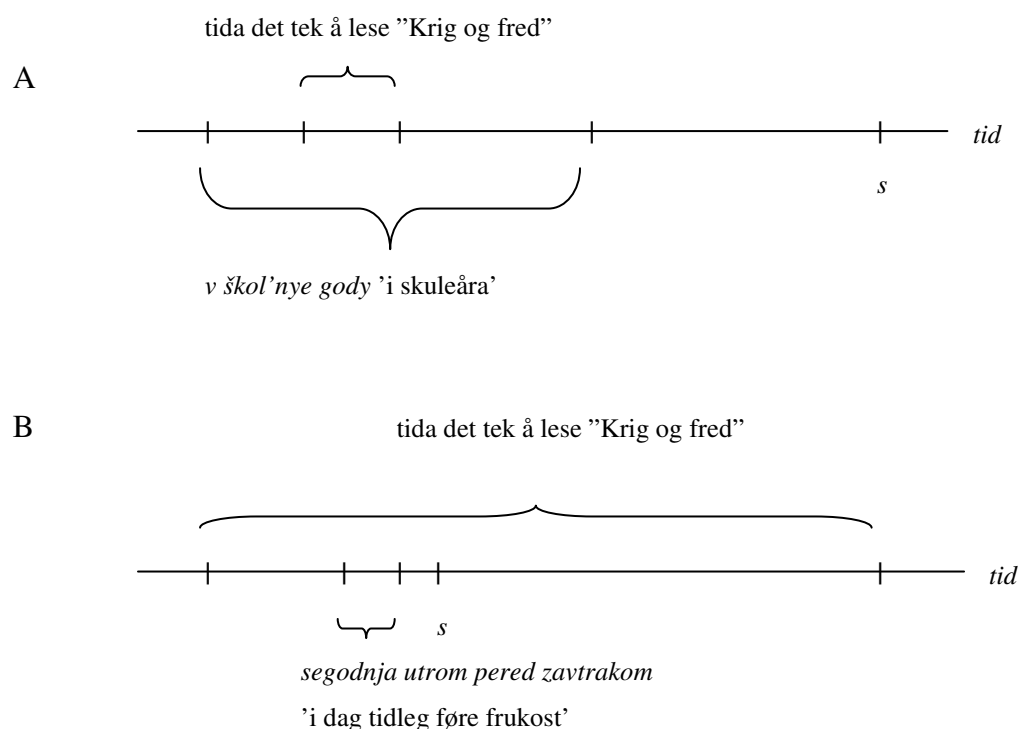 tida det tek å lese ”Krig og fred”
A
tid
s
v škol’nye gody ’i skuleåra’
B
tida det tek å lese ”Krig og fred”
tid
s
segodnja utrom pered zavtrakom
’i dag tidleg føre frukost’